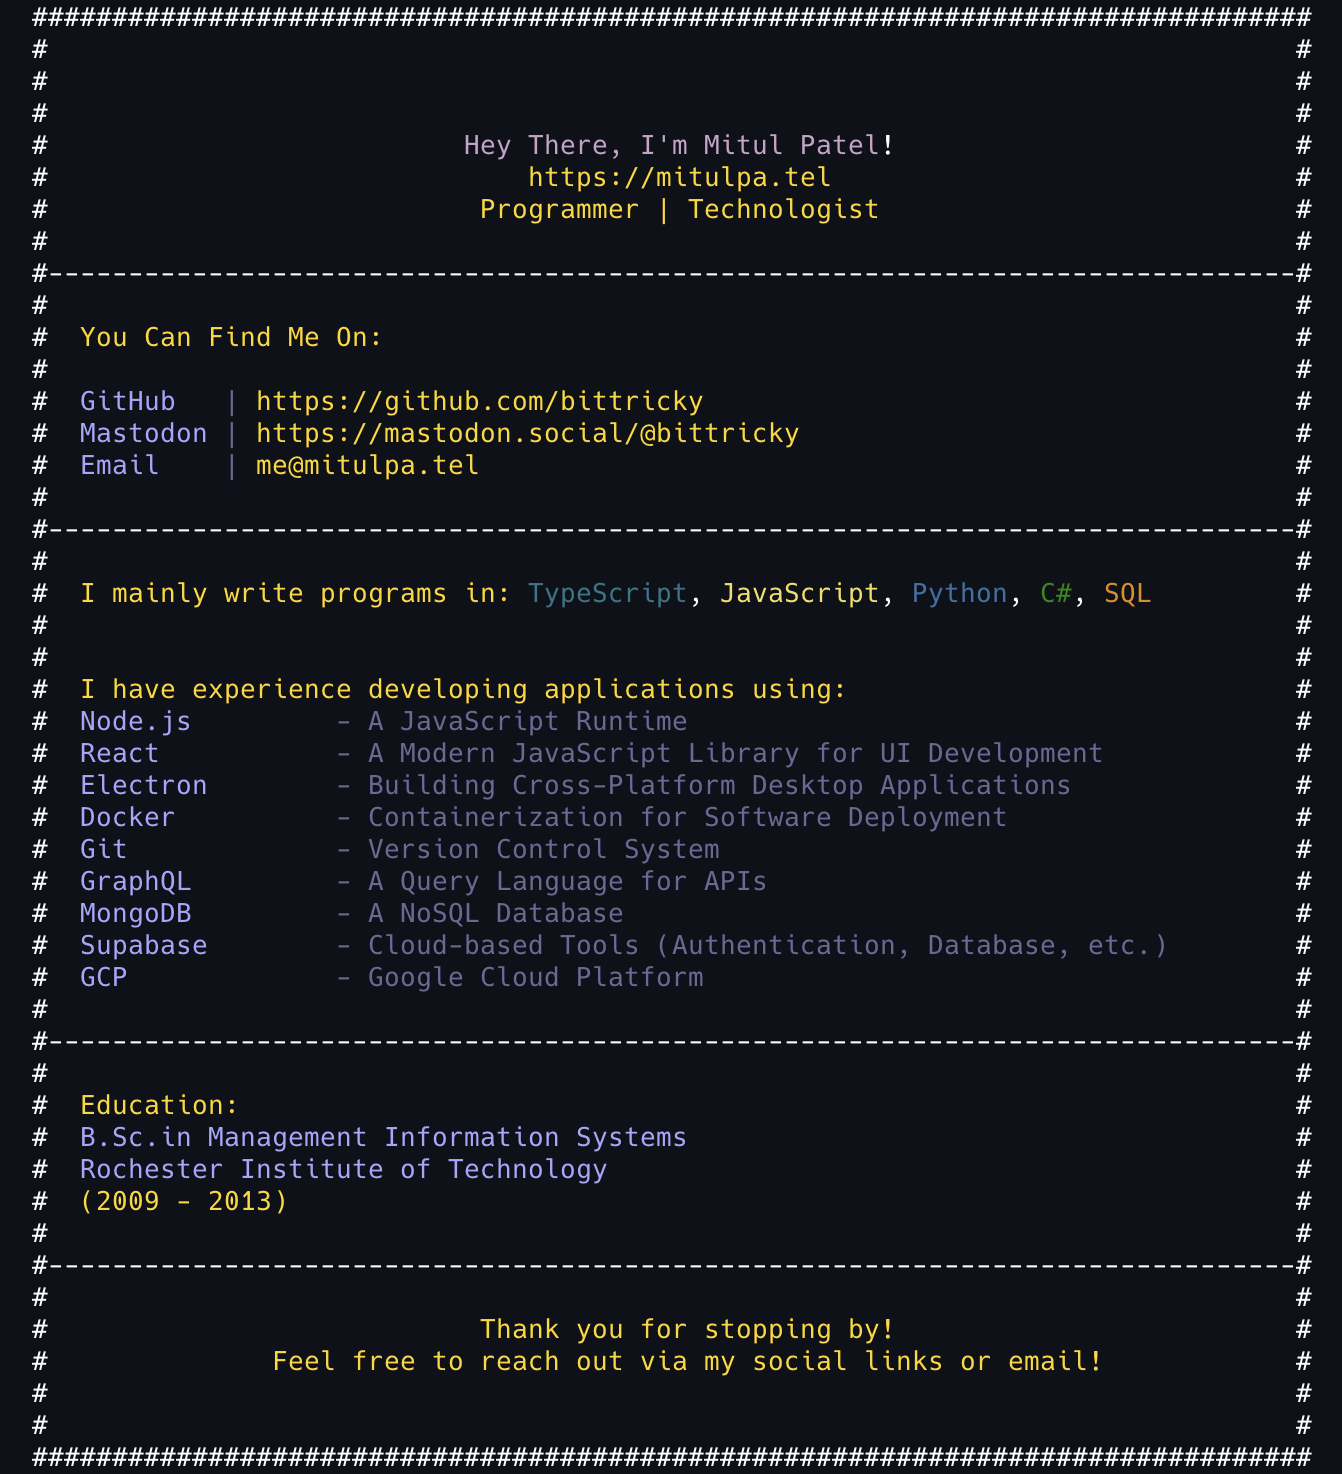 ################################################################################
#                                                                              #
#                                                                              #
#                                                                              #
#                          Hey There, I'm Mitul Patel!                         #
#                              https://mitulpa.tel                             #
#                           Programmer | Technologist                          #
#                                                                              #
#------------------------------------------------------------------------------#
#                                                                              #
#  You Can Find Me On:                                                         #
#                                                                              #
#  GitHub   | https://github.com/bittricky                                     #
#  Mastodon | https://mastodon.social/@bittricky                               #
#  Email    | me@mitulpa.tel                                                   #
#                                                                              #
#------------------------------------------------------------------------------#
#                                                                              #
#  I mainly write programs in: TypeScript, JavaScript, Python, C#, SQL         #
#                                                                              #
#                                                                              #
#  I have experience developing applications using:                            #
#  Node.js         - A JavaScript Runtime                                      #
#  React           - A Modern JavaScript Library for UI Development            #
#  Electron        - Building Cross-Platform Desktop Applications              #
#  Docker          - Containerization for Software Deployment                  #
#  Git             - Version Control System                                    #
#  GraphQL         - A Query Language for APIs                                 #
#  MongoDB         - A NoSQL Database                                          #
#  Supabase        - Cloud-based Tools (Authentication, Database, etc.)        #
#  GCP             - Google Cloud Platform                                     #
#                                                                              #
#------------------------------------------------------------------------------#
#                                                                              #
#  Education:                                                                  #
#  B.Sc.in Management Information Systems                                      #
#  Rochester Institute of Technology                                           #
#  (2009 - 2013)                                                               #
#                                                                              #
#------------------------------------------------------------------------------#
#                                                                              #
#                           Thank you for stopping by!                         #
#              Feel free to reach out via my social links or email!            #
#                                                                              #
#                                                                              #
################################################################################